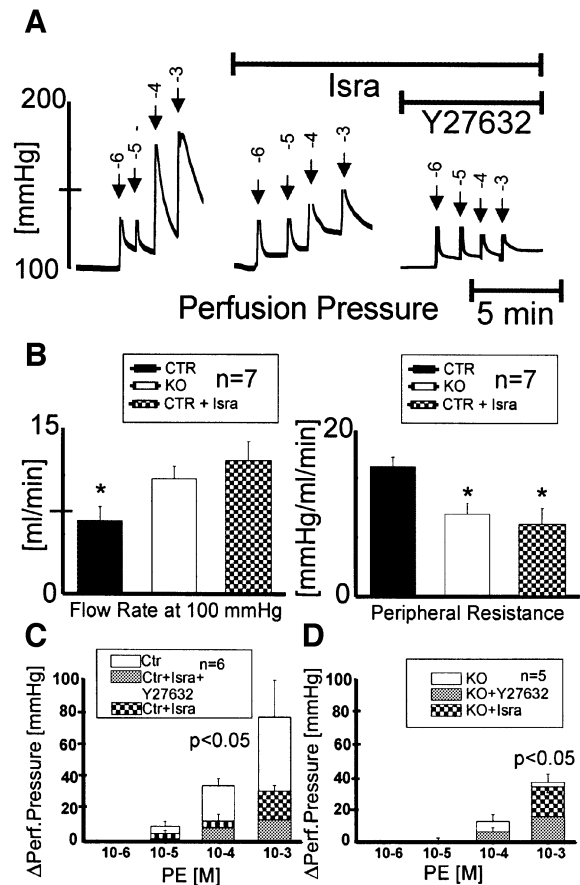 A
Isra
Y27632
200
[mmHg]
100
-6
-5
-4
-3
-6
-5
-4
-3
-6
-5
-4
-3
Perfusion Pressure
5 min
B
CTR
KO
CTR + Isra
n=7
15
[ml/min]
0
*
Flow Rate at 100 mmHg
CTR
KO
CTR + Isra
n=7
20
[mmHg/ml/min]
0
*
*
Peripheral Resistance
C
Ctr
Ctr+Isra+
Y27632
Ctr+Isra
n=6
p<0.05
ΔPerf.Pressure [mmHg]
100
80
60
40
20
0
10-6
10-5
10-4
10-3
PE [M]
D
KO
KO+Y27632
KO+Isra
n=5
p<0.05
ΔPerf.Pressure [mmHg]
100
80
60
40
20
0
10-6
10-5
10-4
10-3
PE [M]